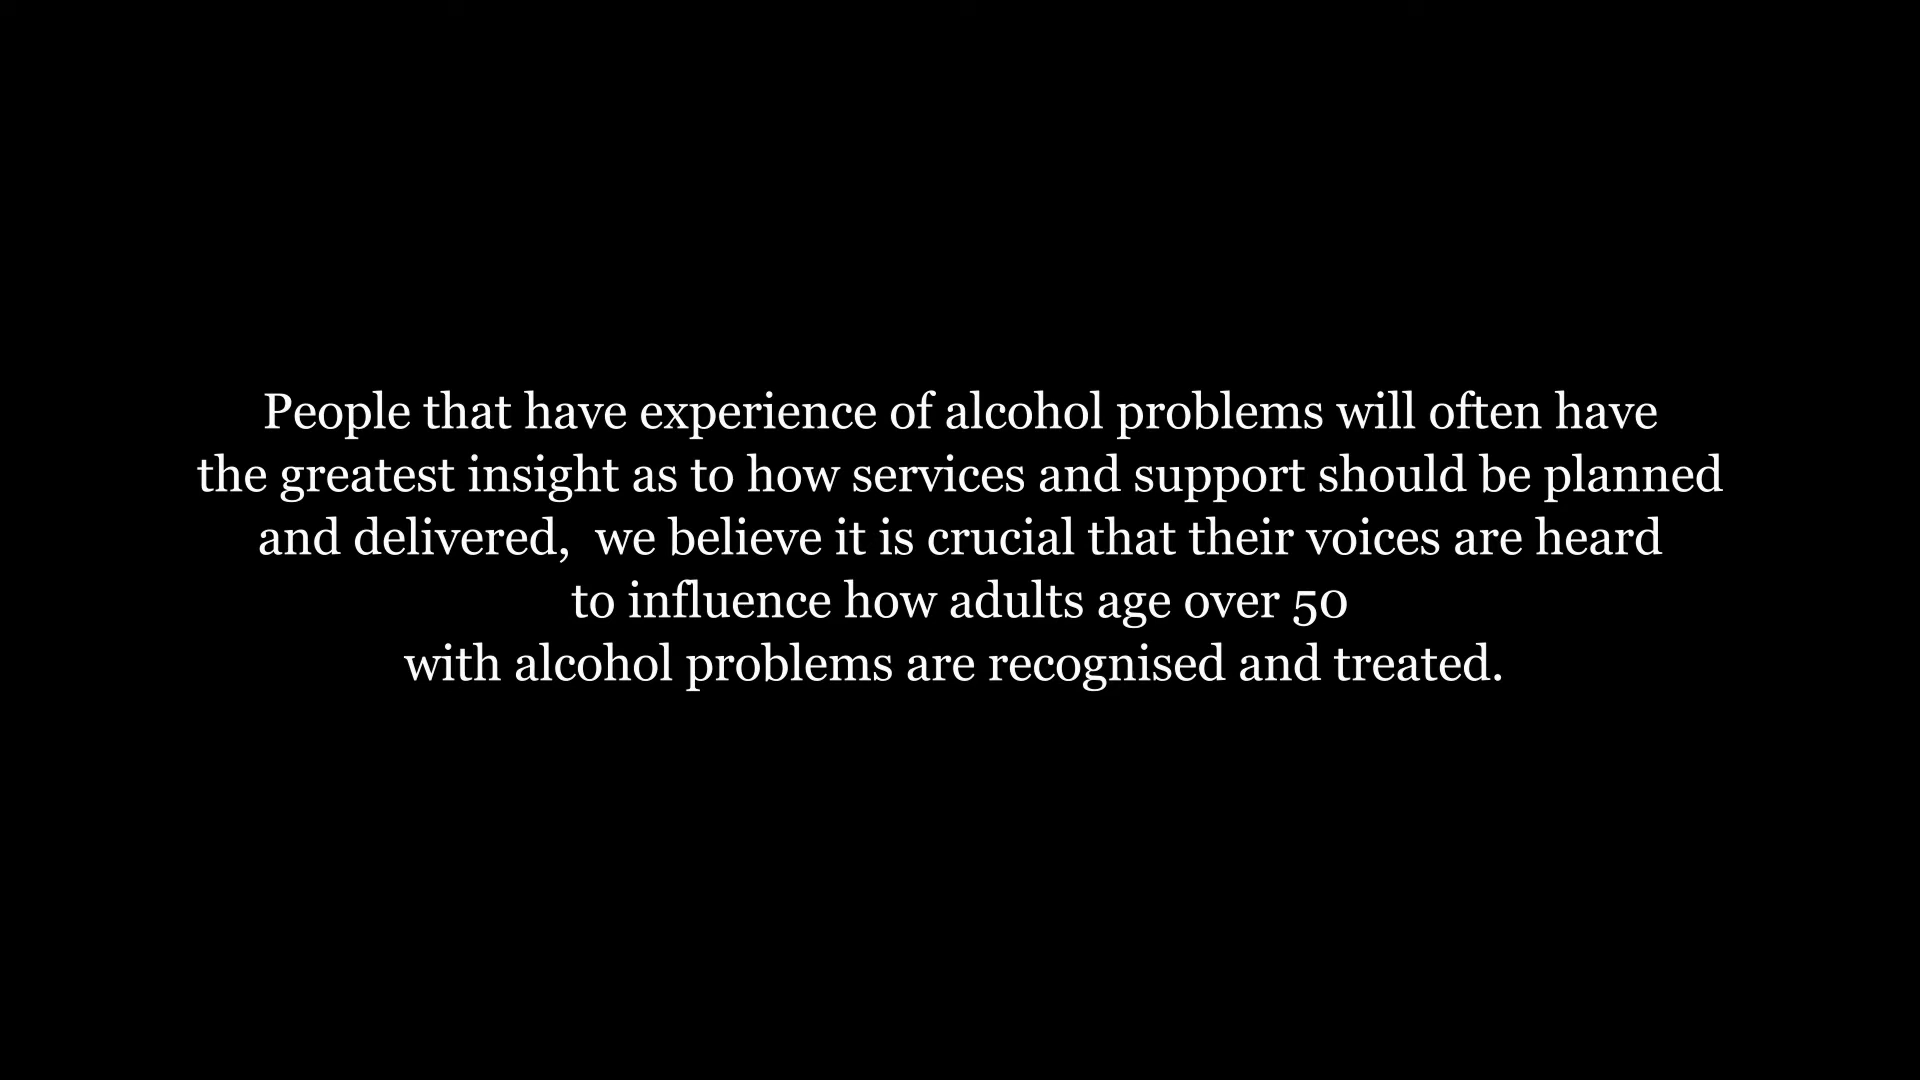 People that have experience of alcohol problems will often have
the greatest insight as to how services and support should be planned
and delivered,  we believe it is crucial that their voices are heard
to influence how adults age over 50
with alcohol problems are recognised and treated.